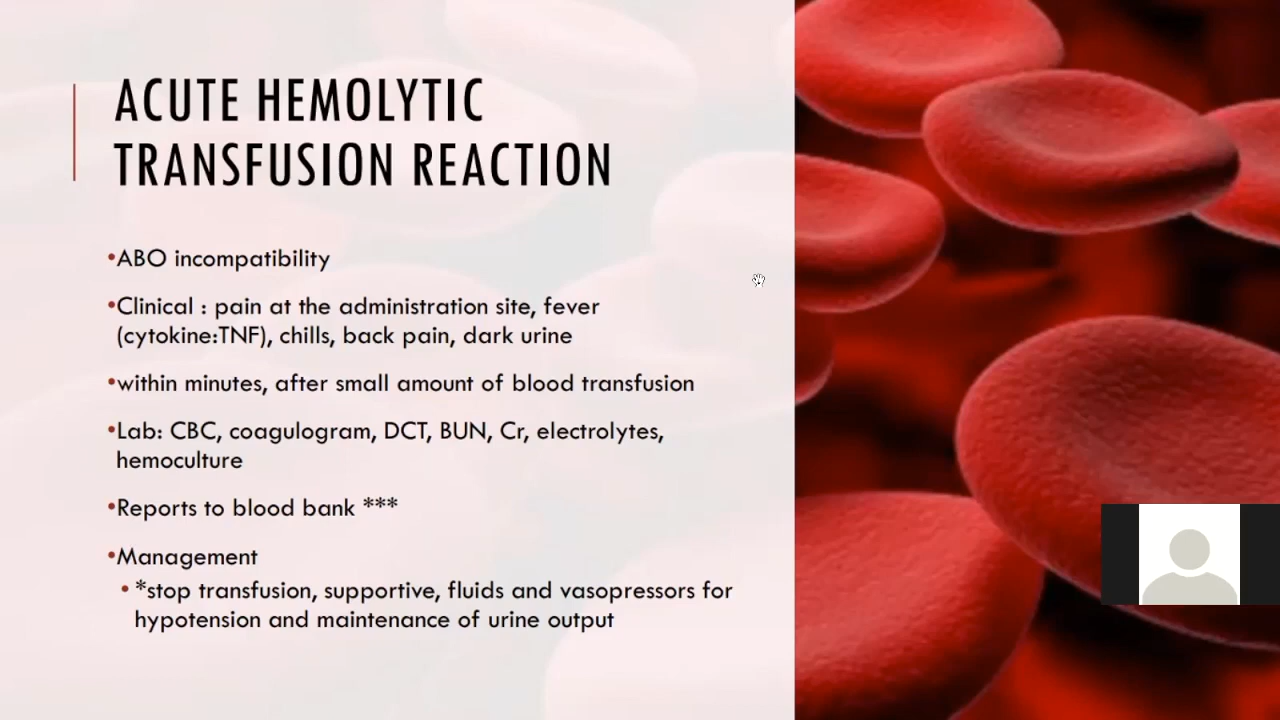 ACUTE HEMOLYTIC
TRANSFUSION REACTION
•ABO incompatibility
•Clinical : pain at the administration site, fever
(cytokine:TNF), chills, back pain, dark urine
•within minutes, after small amount of blood transfusion
•Lab: CBC, coagulogram, DCT, BUN, Cr, electrolytes,
hemoculture
•Reports to blood bank ***
•Management
•*stop transfusion, supportive, fluids and vasopressors for
hypotension and maintenance of urine output